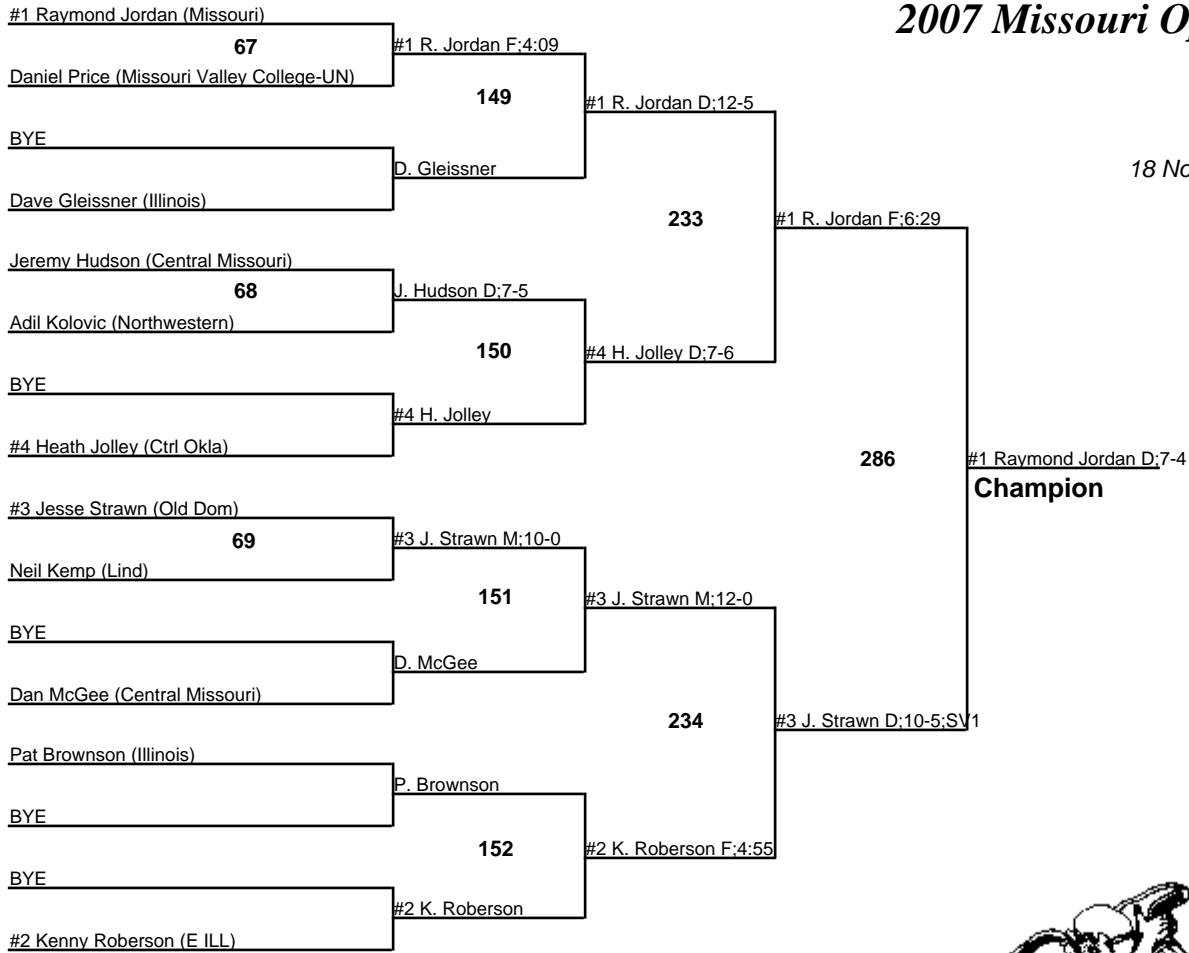 #1 Raymond Jordan (Missouri)
2007 Missouri
67
#1 R. Jordan F;4:09
Daniel Price (Missouri Valley College-UN)
149
#1 R. Jordan D;12-5
BYE
D. Gleissner
18
Dave Gleissner (Illinois)
233
#1 R. Jordan F;6:29
Jeremy Hudson (Central Missouri)
68
J. Hudson D;7-5
Adil Kolovic (Northwestern)
150
#4 H. Jolley D;7-6
BYE
#4 H. Jolley
#4 Heath Jolley (Ctrl Okla)
286
#1 Raymond Jordan D;7-4
Champion
#3 Jesse Strawn (Old Dom)
69
#3 J. Strawn M;10-0
Neil Kemp (Lind)
151
#3 J. Strawn M;12-0
BYE
D. McGee
Dan McGee (Central Missouri)
234
#3 J. Strawn D;10-5;SV1
Pat Brownson (Illinois)
P. Brownson
BYE
152
#2 K. Roberson F;4:55
BYE
#2 K. Roberson
#2 Kenny Roberson (E ILL)